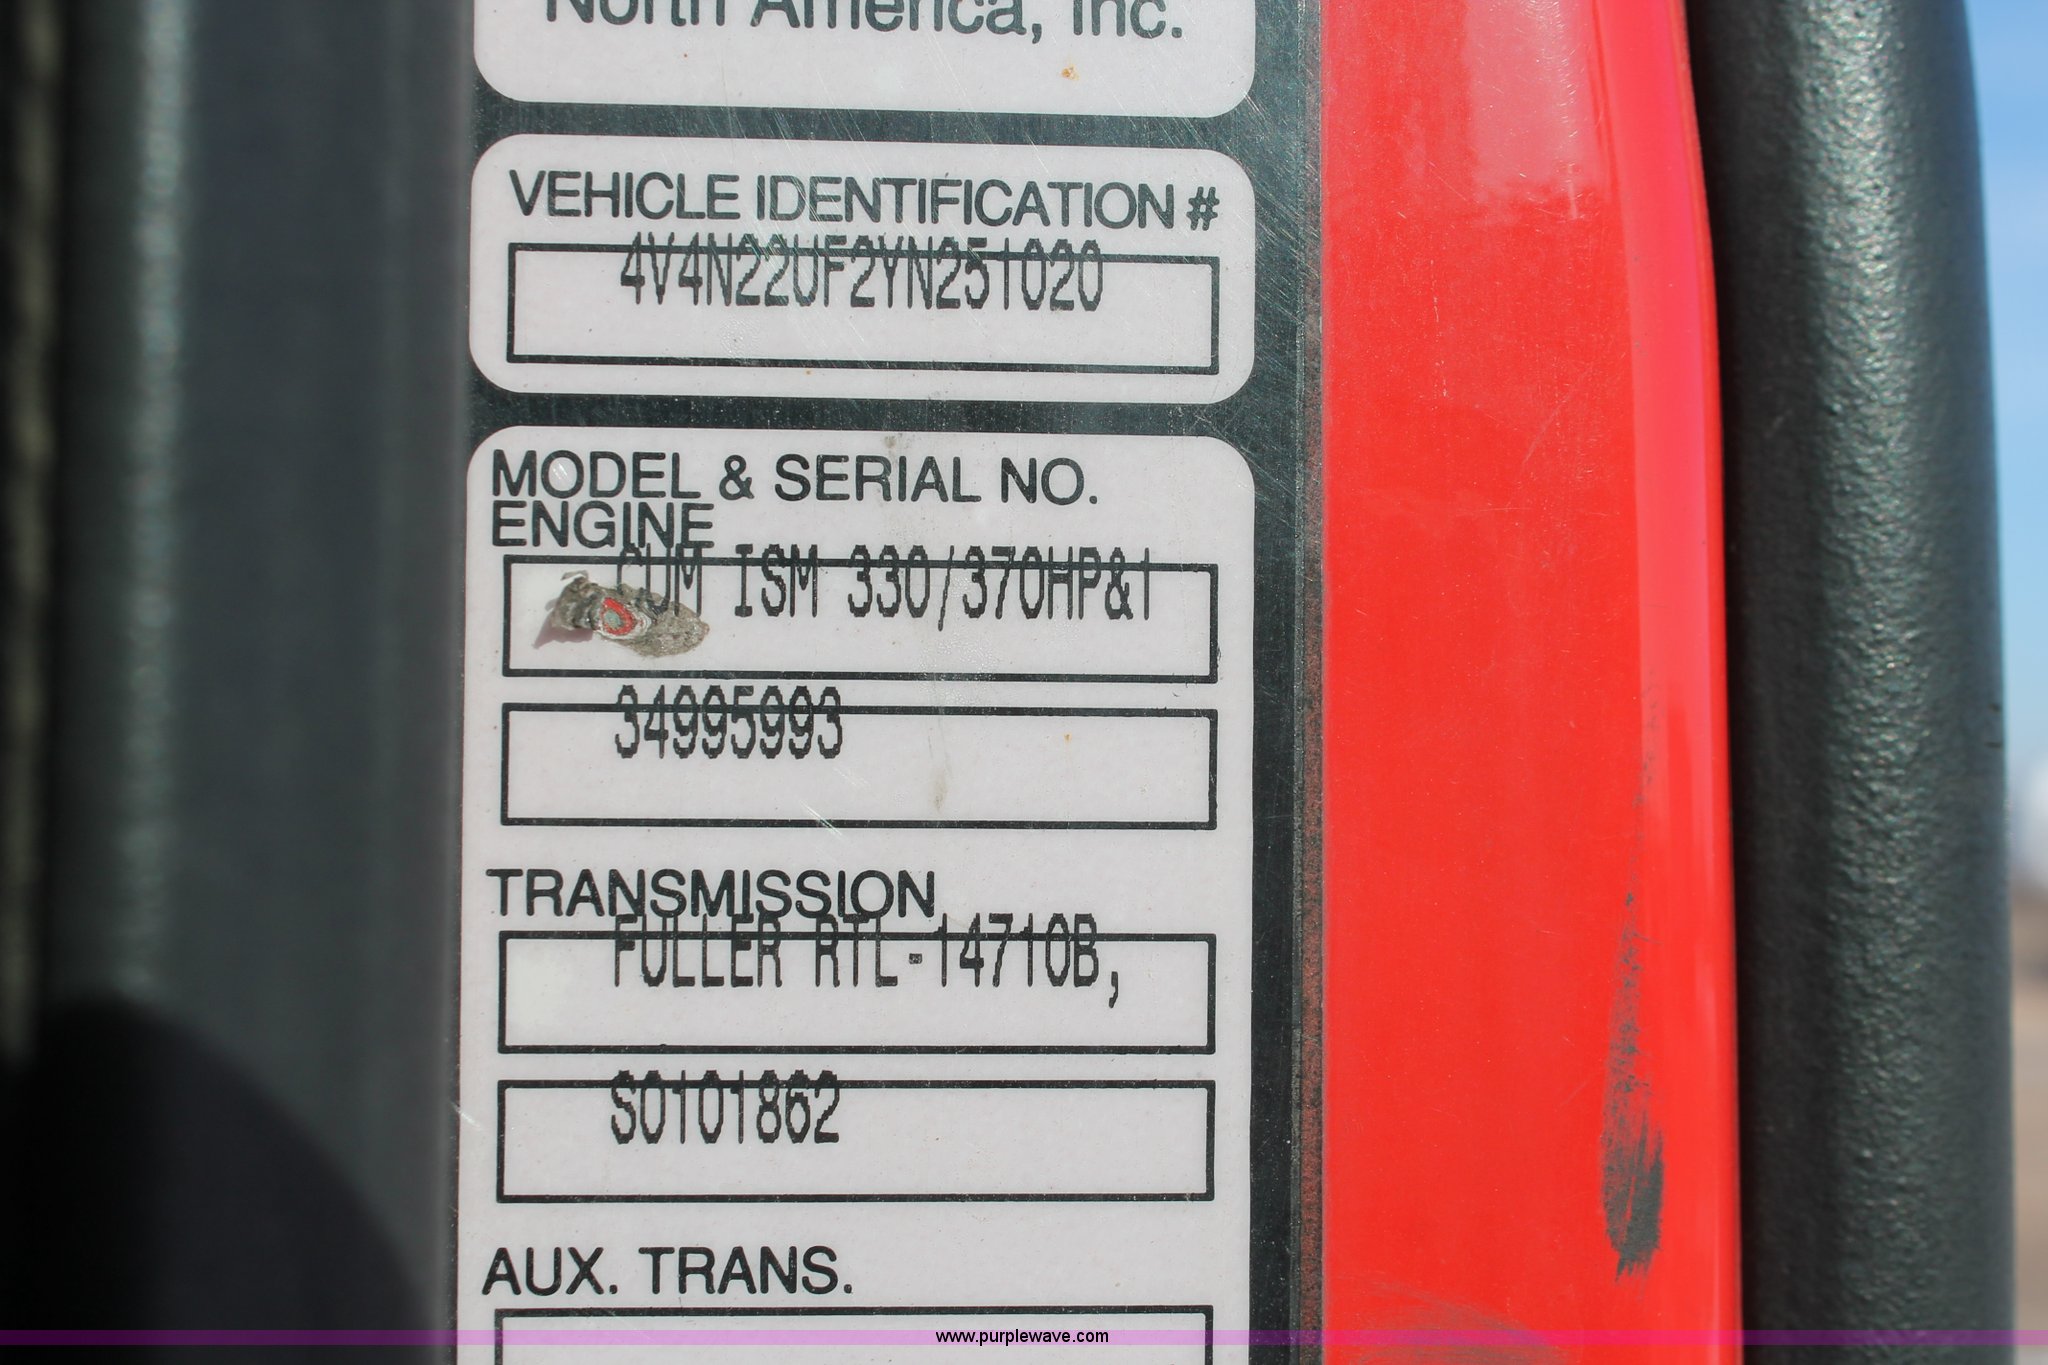 North America, Inc.
VEHICLE IDENTIFICATION #
4V4N22UF2YN251020
MODEL & SERIAL NO.
ENGINE
CUM ISM 330/370HP&1
34995993
TRANSMISSION
FULLER RTL-14710B,
S0101862
AUX. TRANS.
www.purplewave.com